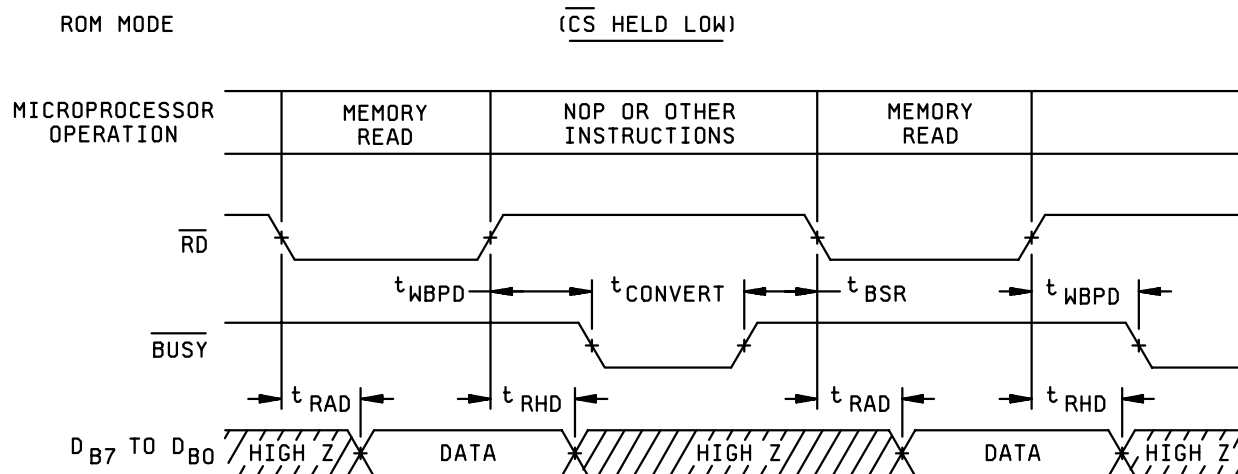 ROM MODE
(CS HELD LOW)
MICROPROCESSOR OPERATION
MEMORY READ
NOP OR OTHER INSTRUCTIONS
MEMORY READ
RD
tWBPD
tCONVERT
tBSR
tWBPD
BUSY
tRAD
tRHD
tRAD
tRHD
DB7 TO DB0
HIGH Z
DATA
HIGH Z
DATA
HIGH Z